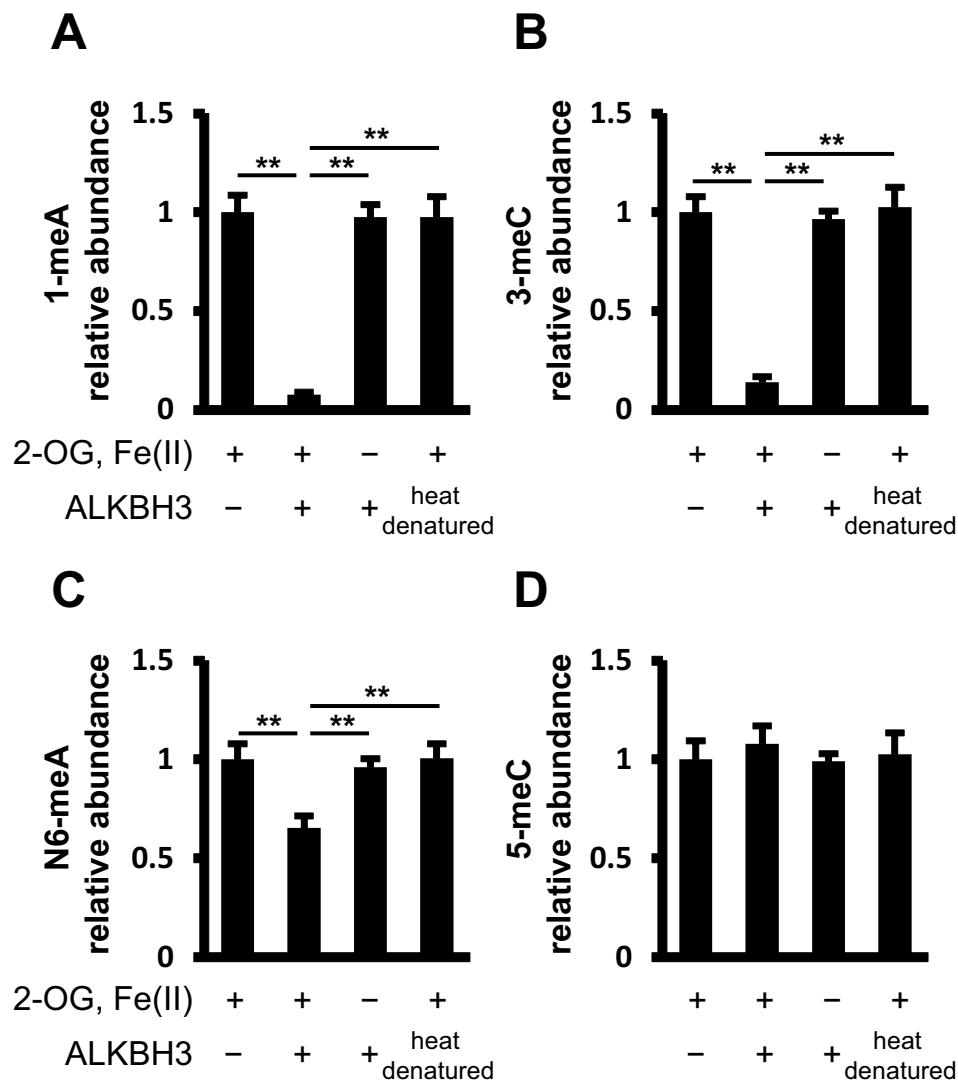 A
1-meA
relative abundance
1.5
1
0.5
0
** ** **
2-OG, Fe(II) + + − +
ALKBH3 − + + heat
denatured
B
3-meC
relative abundance
1.5
1
0.5
0
** ** **
+ + − +
− + + heat
denatured
C
N6-meA
relative abundance
1.5
1
0.5
0
** ** **
2-OG, Fe(II) + + − +
ALKBH3 − + + heat
denatured
D
5-meC
relative abundance
1.5
1
0.5
0
+ + − +
− + + heat
denatured